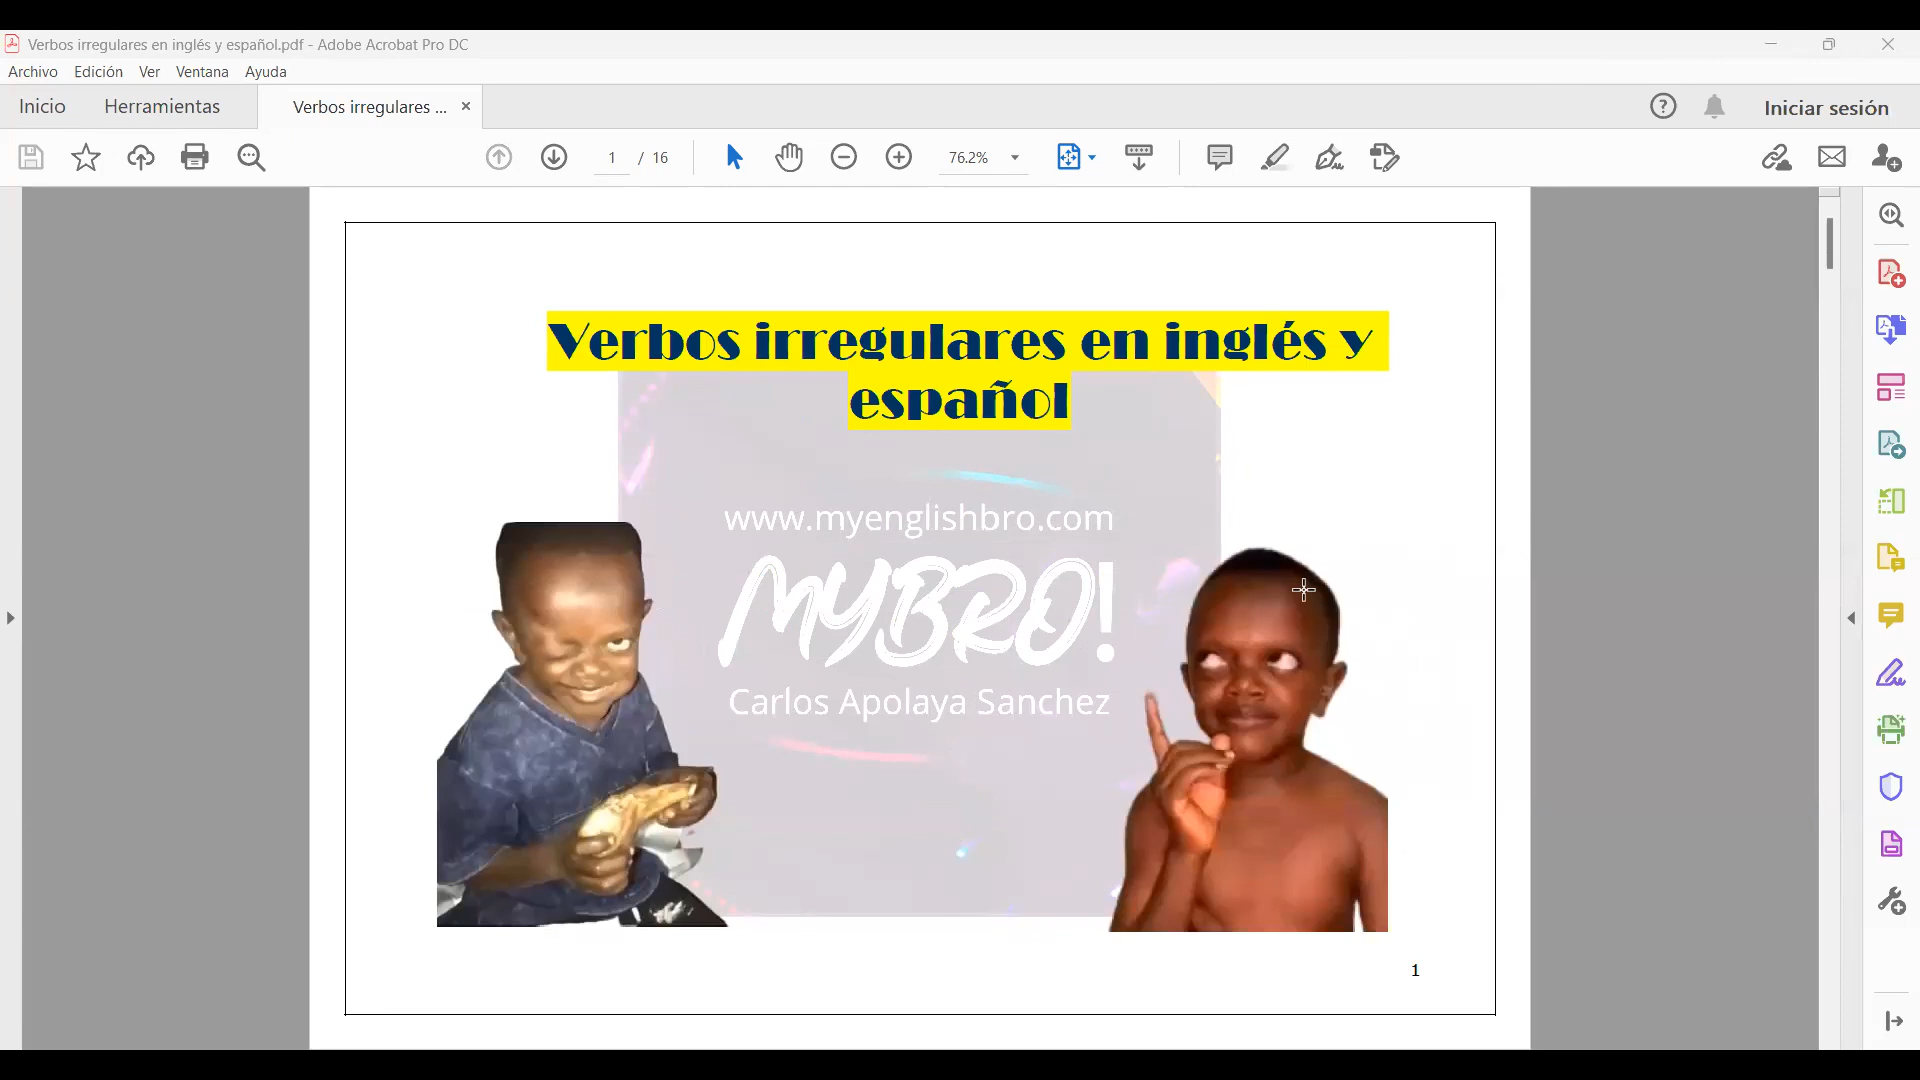 Verbos irregulares en inglés y español.pdf - Adobe Acrobat Pro DC
Archivo Edición Ver Ventana Ayuda
Inicio Herramientas Verbos irregulares ... Iniciar sesión
1 / 16 76.2%
Verbos irregulares en inglés y
español
www.myenglishbro.com
MYBRO!
Carlos Apolaya Sanchez
1